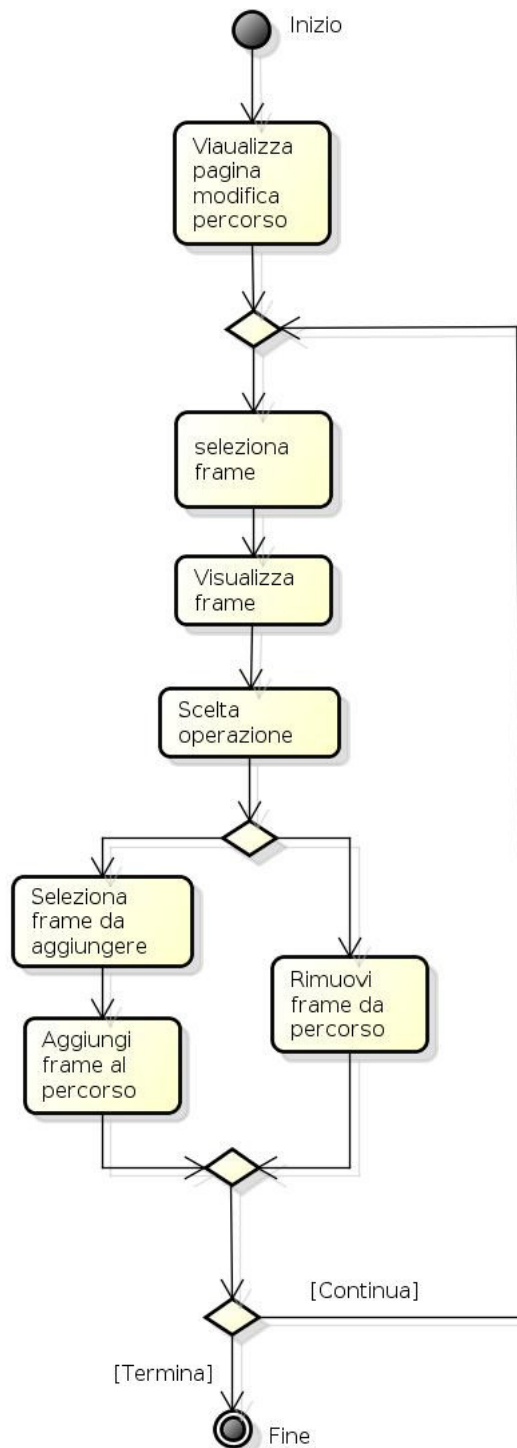 Inizio
Viaualizza
pagina
modifica
percorso
seleziona
frame
Visualizza
frame
Scelta
operazione
Seleziona
frame da
aggiungere
Rimuovi
frame da
percorso
Aggiungi
frame al
percorso
[Continua]
[Termina]
Fine